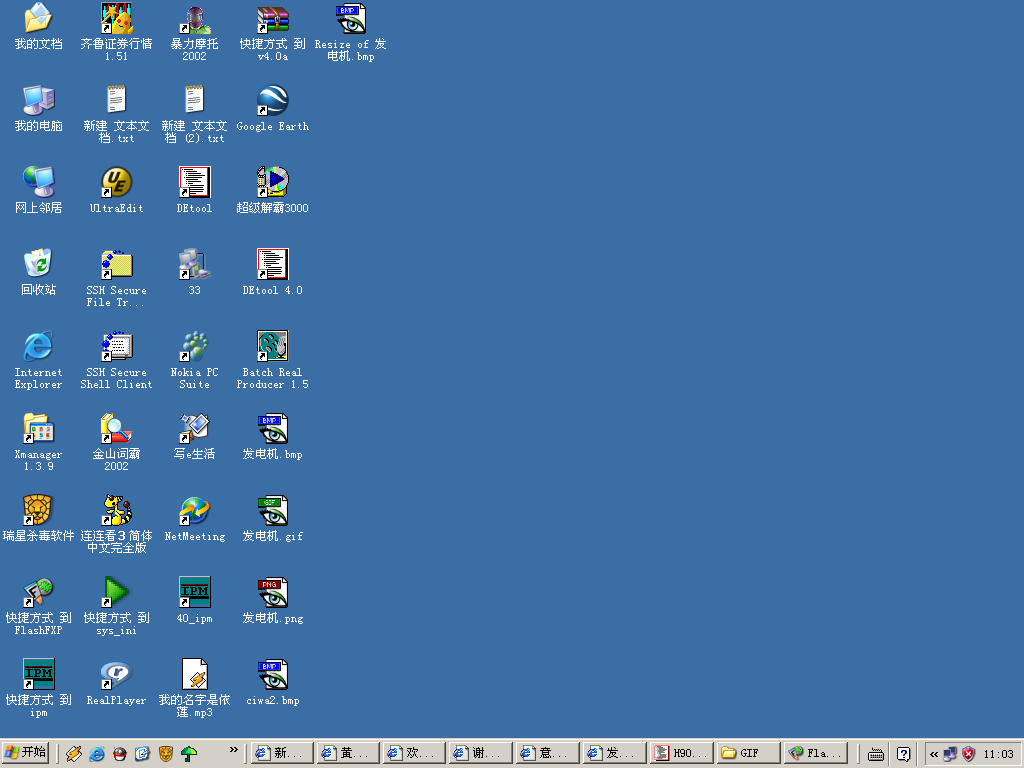 我的文档
齐鲁证券行情
1.51
暴力摩托
2002
快捷方式 到
v4.0a
Resize of 发
电机.bmp
我的电脑
新建 文本文
档.txt
新建 文本文
档 (2).txt
Google Earth
网上邻居
UltraEdit
DEtool
超级解霸3000
回收站
SSH Secure
File Tr...
33
DEtool 4.0
Internet
Explorer
SSH Secure
Shell Client
Nokia PC
Suite
Batch Real
Producer 1.5
Xmanager
1.3.9
金山词霸
2002
写e生活
发电机.bmp
瑞星杀毒软件
连连看3 简体
中文完全版
NetMeeting
发电机.gif
快捷方式 到
FlashFXP
快捷方式 到
sys_ini
40_ipm
发电机.png
快捷方式 到
ipm
RealPlayer
我的名字是依
莲.mp3
ciwa2.bmp
开始
»
新...
黄...
欢...
谢...
意...
发...
H90...
GIF
Fla...
«
11:03